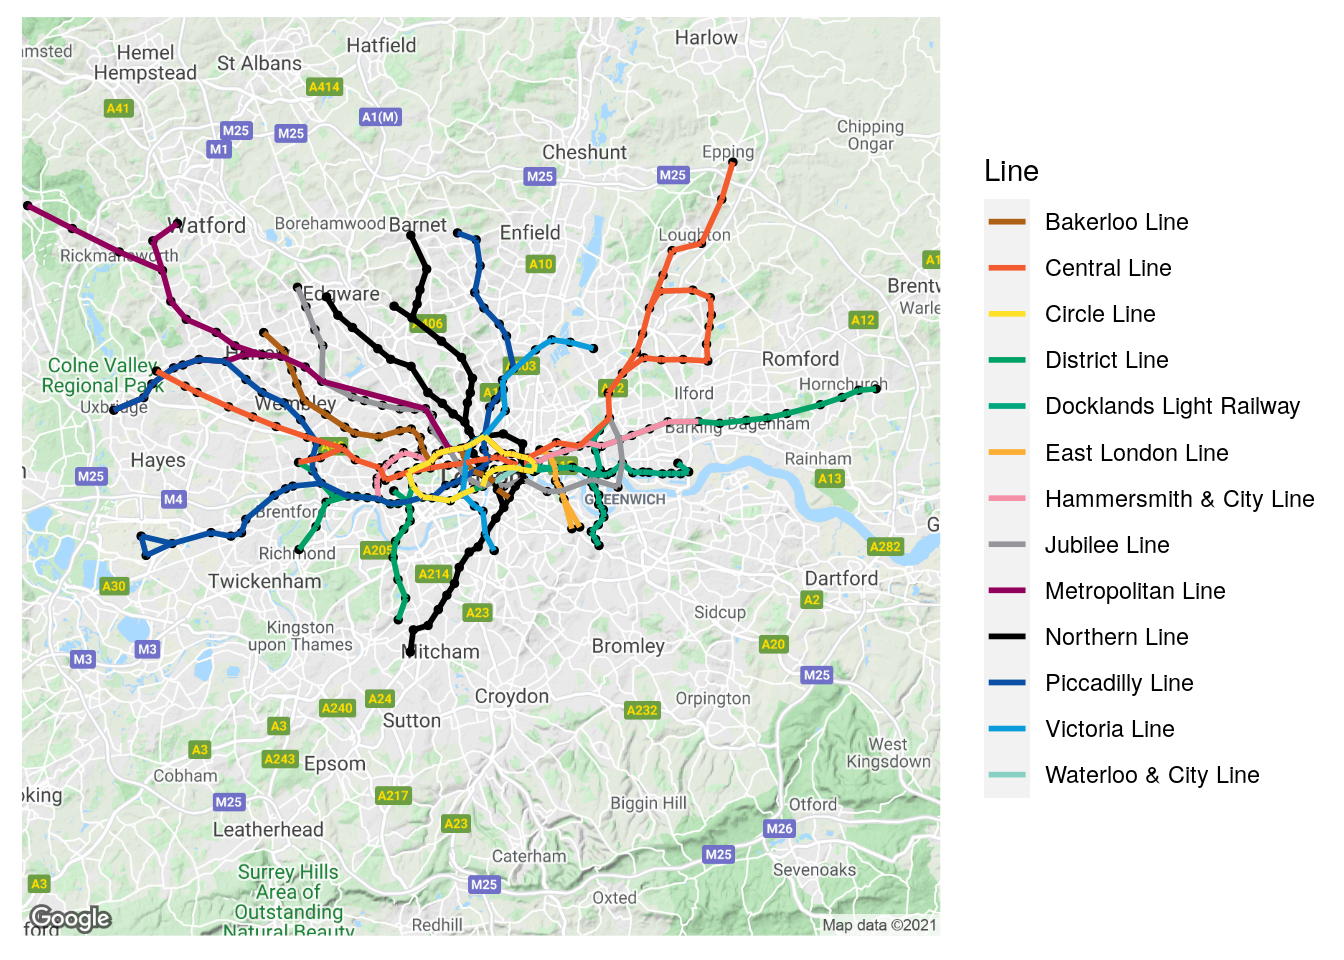 amsted
Hemel
Hempstead
St Albans
Hatfield
Harlow
A414
A41
A1(M)
M25
M25
M1
Chipping
Ongar
Cheshunt
Epping
M25
M25
Watford
Borehamwood
Barnet
Enfield
Loughton
Rickmansworth
A10
A1
Edgware
Brentw
Warle
A406
A12
Harrow
Colne Valley
Regional Park
Romford
Uxbridge
Wembley
A12
Ilford
Hornchurch
Barking
Dagenham
Hayes
M25
M4
Rainham
A13
GREENWICH
Brentford
G
Richmond
A205
A282
Twickenham
A30
A214
Dartford
A2
A23
Sidcup
Kingston
upon Thames
M3
M3
Mitcham
Bromley
A20
M25
Croydon
Orpington
A24
A240
Sutton
A232
A3
A3
A243
Epsom
West
Kingsdown
Cobham
oking
M25
A217
Biggin Hill
Otford
Leatherhead
A23
M26
Caterham
M25
Sevenoaks
Surrey Hills
Area of
Outstanding
Natural Beauty
A3
M25
Oxted
Google
ford
Redhill
Map data ©2021
Line
Bakerloo Line
Central Line
Circle Line
District Line
Docklands Light Railway
East London Line
Hammersmith & City Line
Jubilee Line
Metropolitan Line
Northern Line
Piccadilly Line
Victoria Line
Waterloo & City Line